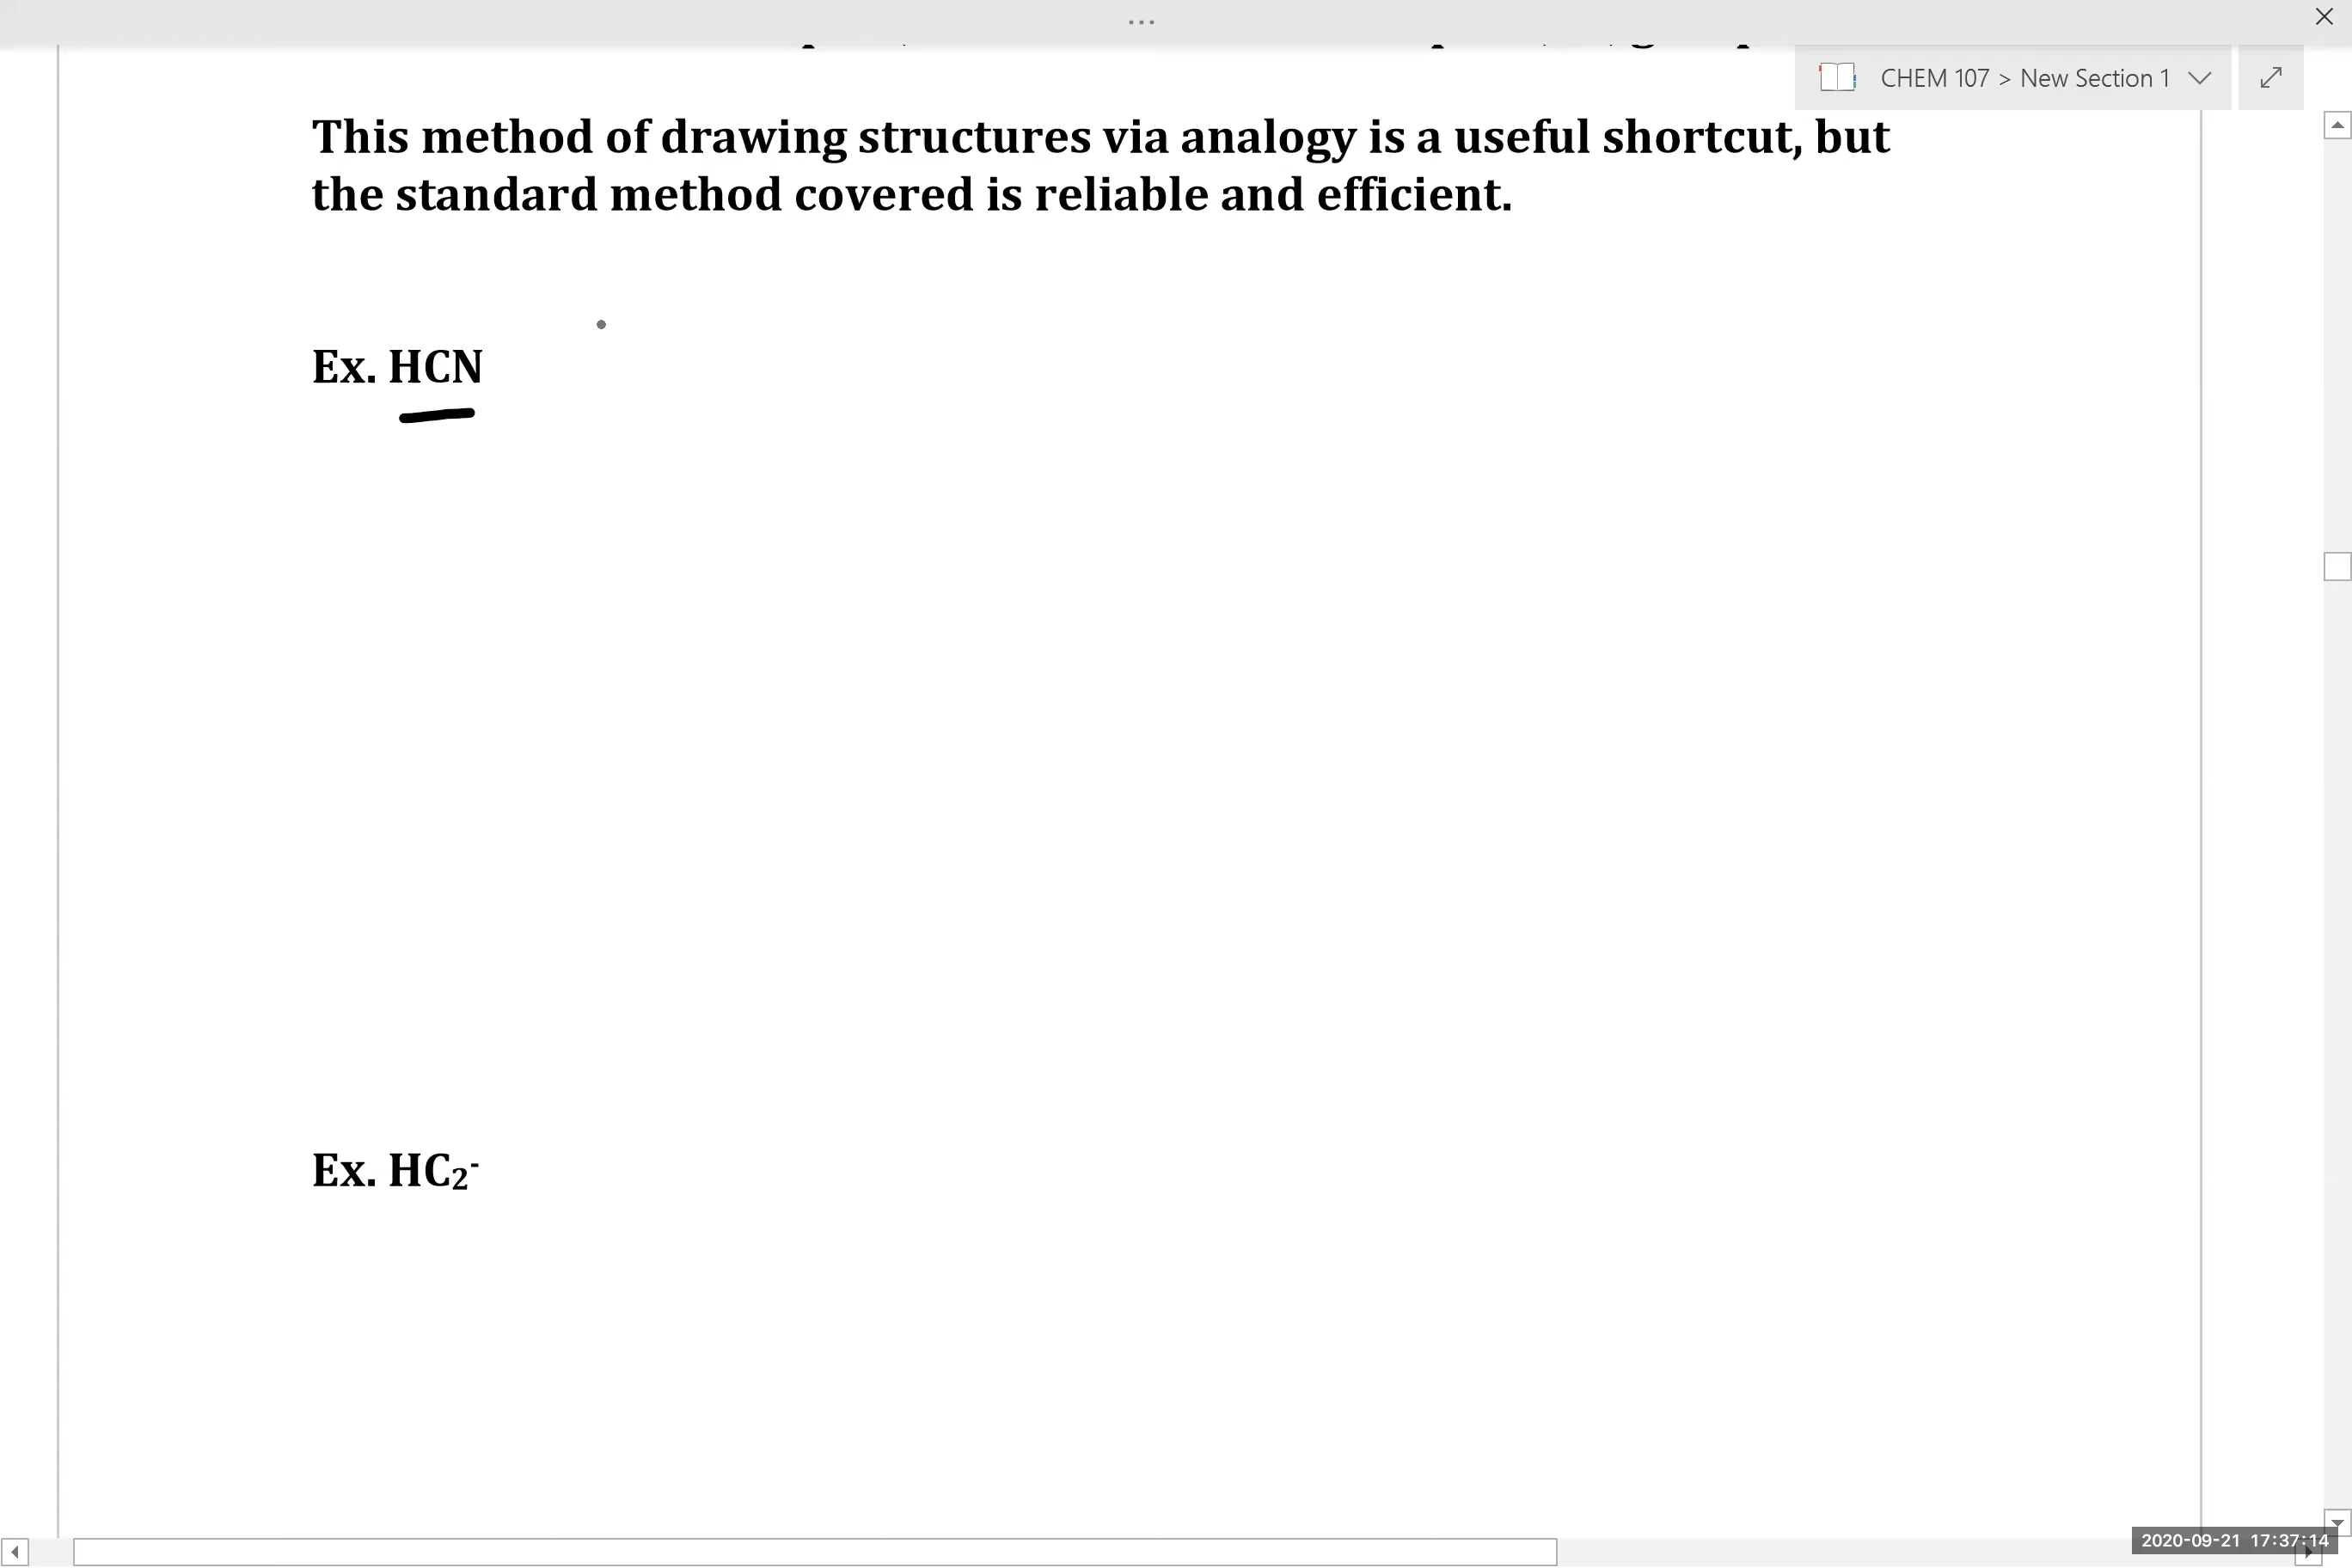 CHEM 107 > New Section 1
This method of drawing structures via analogy is a useful shortcut, but
the standard method covered is reliable and efficient.
Ex. HCN
Ex. HC₂⁻
2020-09-21 17:37:14